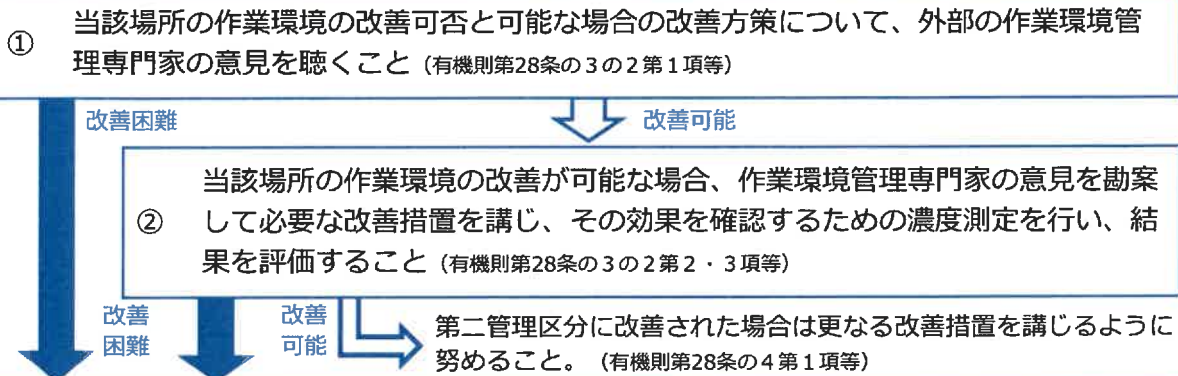 ① 当該場所の作業環境の改善可否と可能な場合の改善方策について、外部の作業環境管
理専門家の意見を聴くこと（有機則第28条の３の２第１項等）
改善困難
改善可能
当該場所の作業環境の改善が可能な場合、作業環境管理専門家の意見を勘案
② して必要な改善措置を講じ、その効果を確認するための濃度測定を行い、結
果を評価すること（有機則第28条の３の２第２・３項等）
改善
困難
改善
可能
第二管理区分に改善された場合は更なる改善措置を講じるように
努めること。（有機則第28条の４第１項等）